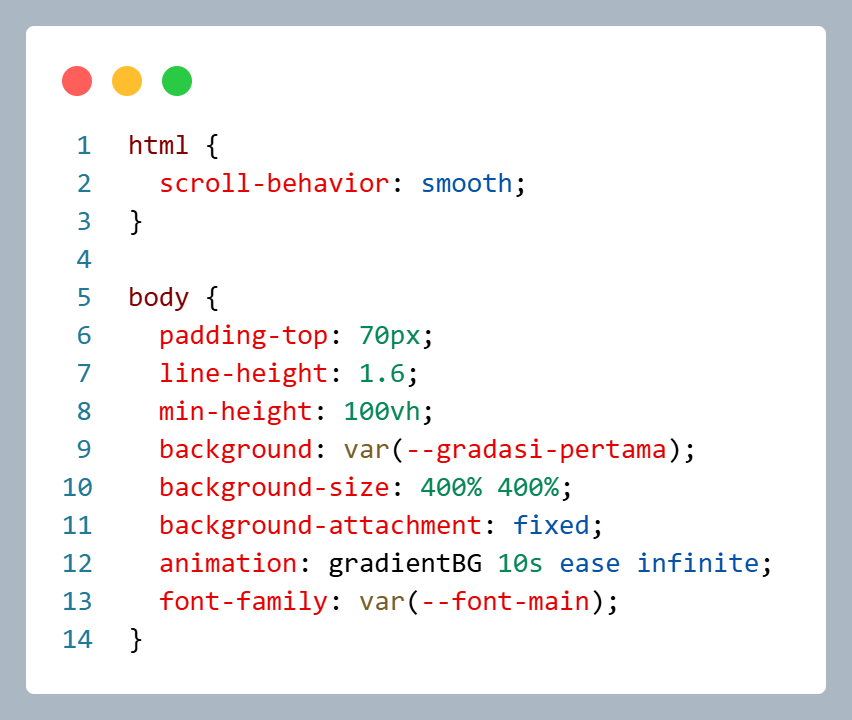 1 html {
2   scroll-behavior: smooth;
3 }
4
5 body {
6   padding-top: 70px;
7   line-height: 1.6;
8   min-height: 100vh;
9   background: var(--gradasi-pertama);
10   background-size: 400% 400%;
11   background-attachment: fixed;
12   animation: gradientBG 10s ease infinite;
13   font-family: var(--font-main);
14 }